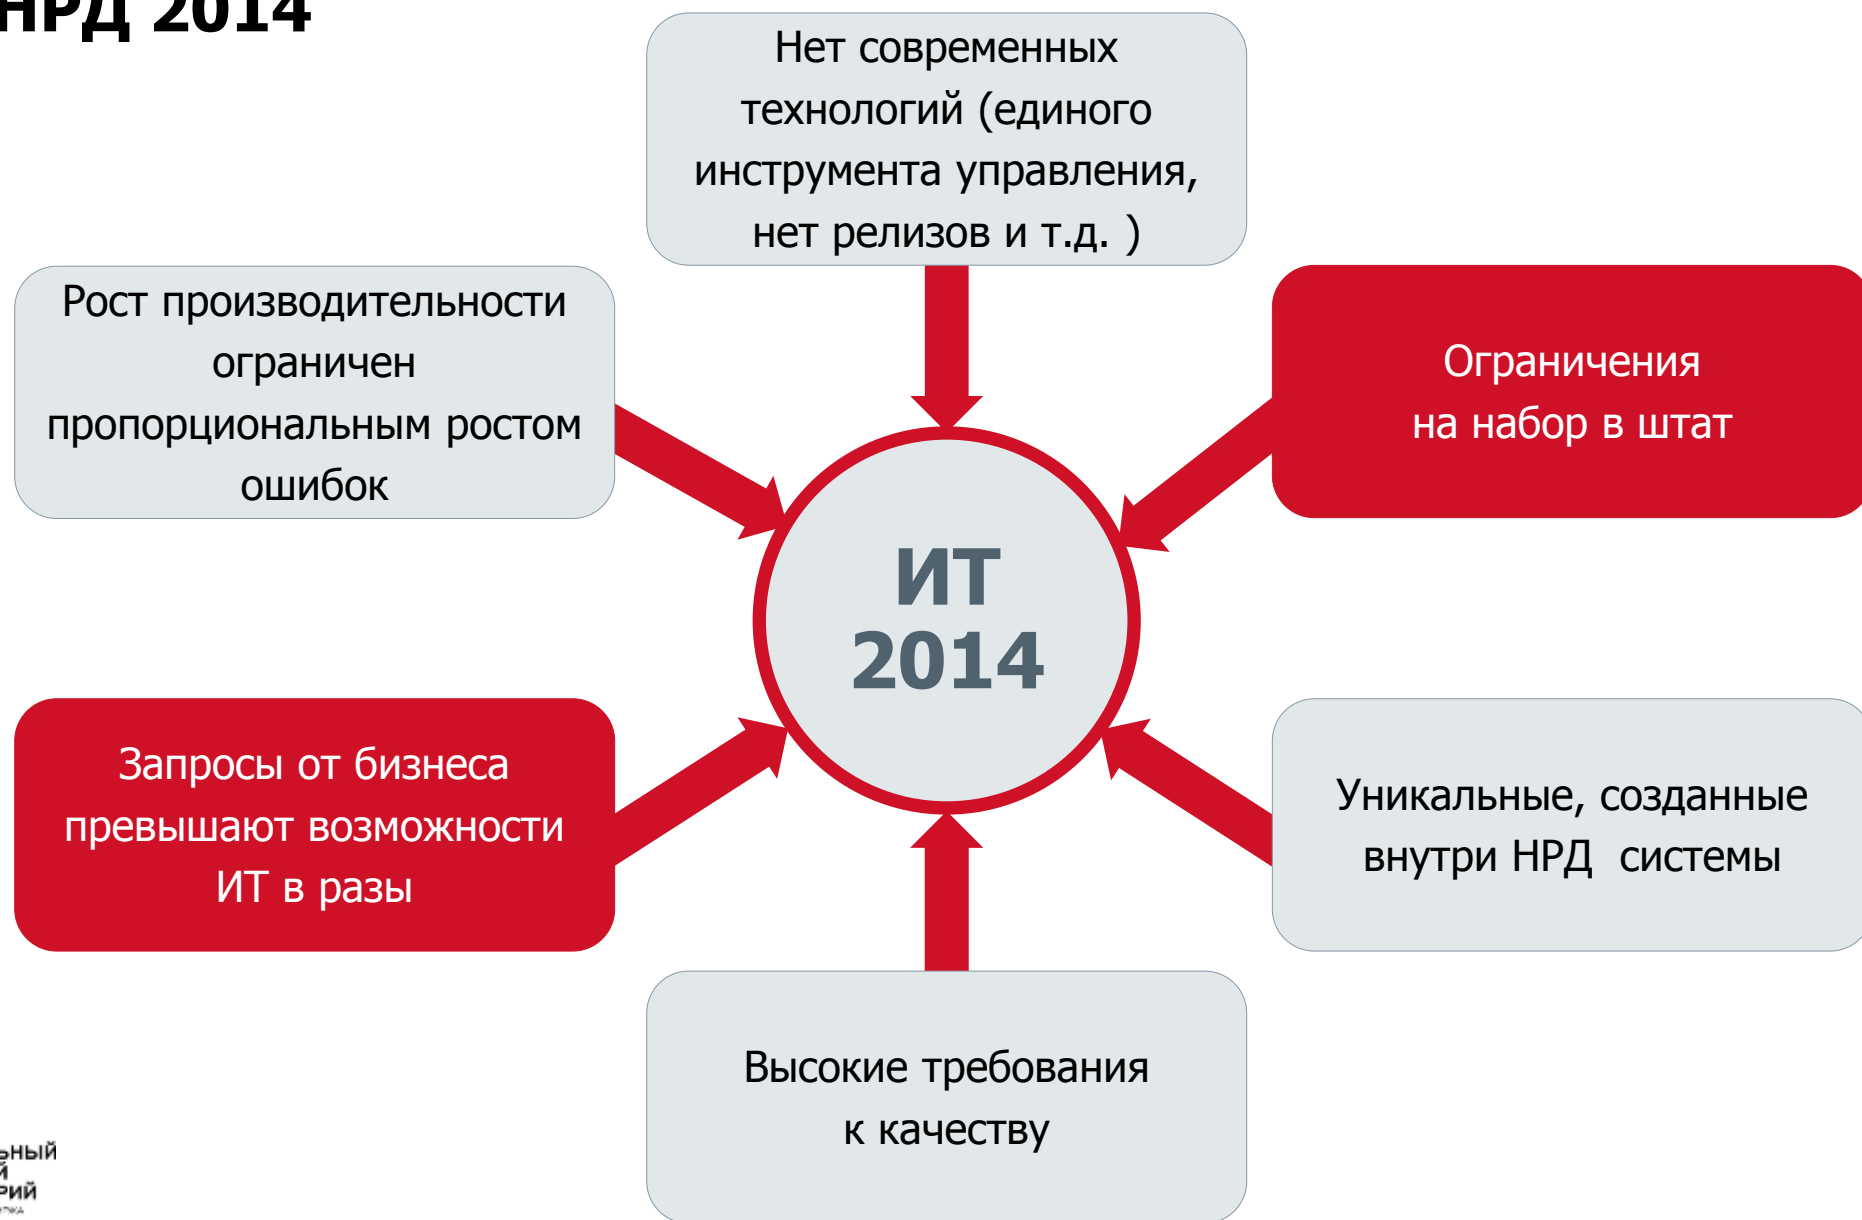 НРД 2014
Нет современных
технологий (единого
инструмента управления,
нет релизов и т.д. )
Рост производительности
ограничен
пропорциональным ростом
ошибок
Ограничения
на набор в штат
ИТ
2014
Запросы от бизнеса
превышают возможности
ИТ в разы
Уникальные, созданные
внутри НРД  системы
Высокие требования
к качеству